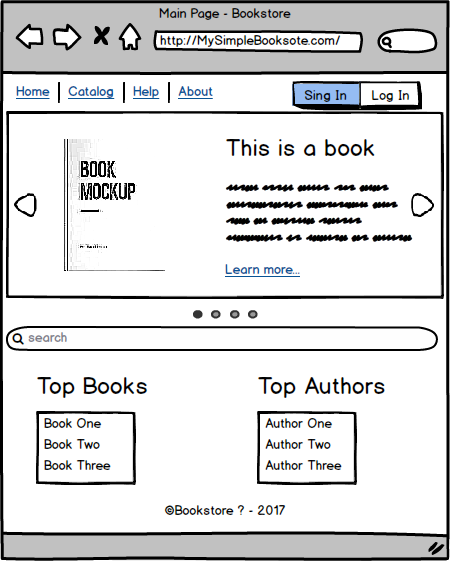 Main Page - Bookstore
http://MySimpleBooksote.com/
Home Catalog Help About
Sing In Log In
BOOK
MOCKUP
This is a book
Learn more...
search
Top Books
Book One
Book Two
Book Three
Top Authors
Author One
Author Two
Author Three
©Bookstore ? - 2017